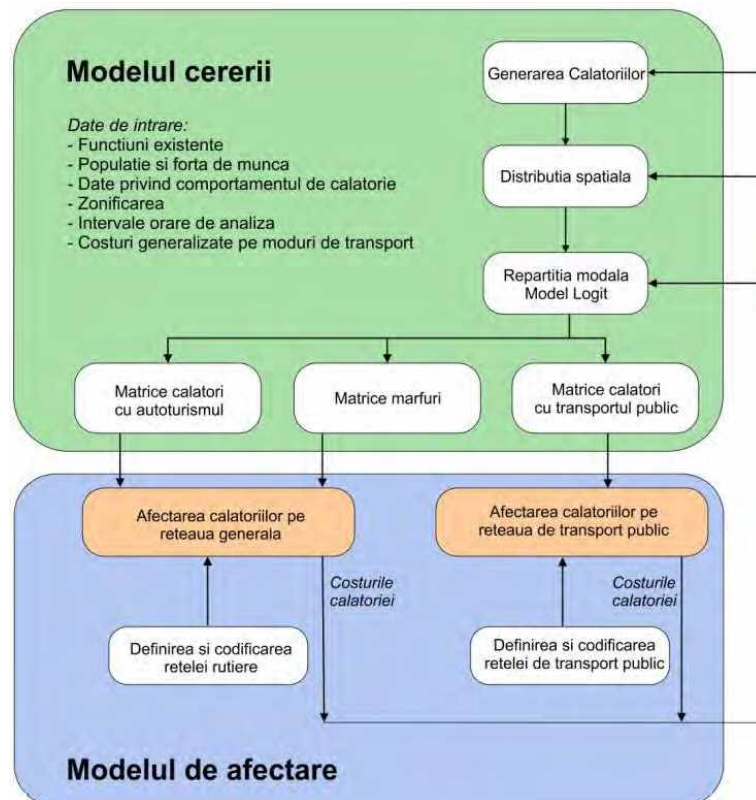 Modelul cererii
Date de intrare:
- Functiuni existente
- Populatie si forta de munca
- Date privind comportamentul de calatorie
- Zonificarea
- Intervale orare de analiza
- Costuri generalizate pe moduri de transport
Generarea Calatoriilor
Distributia spatiala
Repartitia modala
Model Logit
Matrice calatori
cu autoturismul
Matrice marfuri
Matrice calatori
cu transportul public
Afectarea calatoriilor pe
reteaua generala
Afectarea calatoriilor pe
reteaua de transport public
Costurile
calatoriei
Costurile
calatoriei
Definirea si codificarea
retelei rutiere
Definirea si codificarea
retelei de transport public
Modelul de afectare